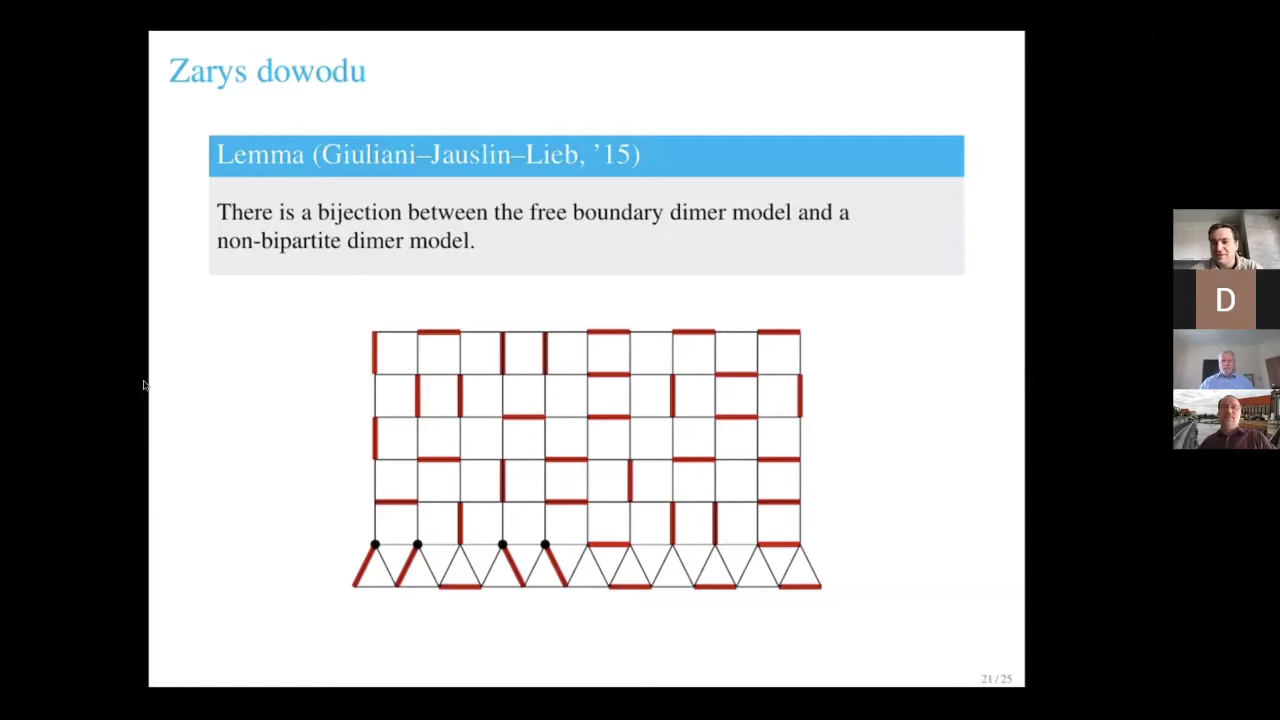 Zarys dowodu
Lemma (Giuliani–Jauslin–Lieb, ’15)
There is a bijection between the free boundary dimer model and a
non-bipartite dimer model.
D
21 / 25